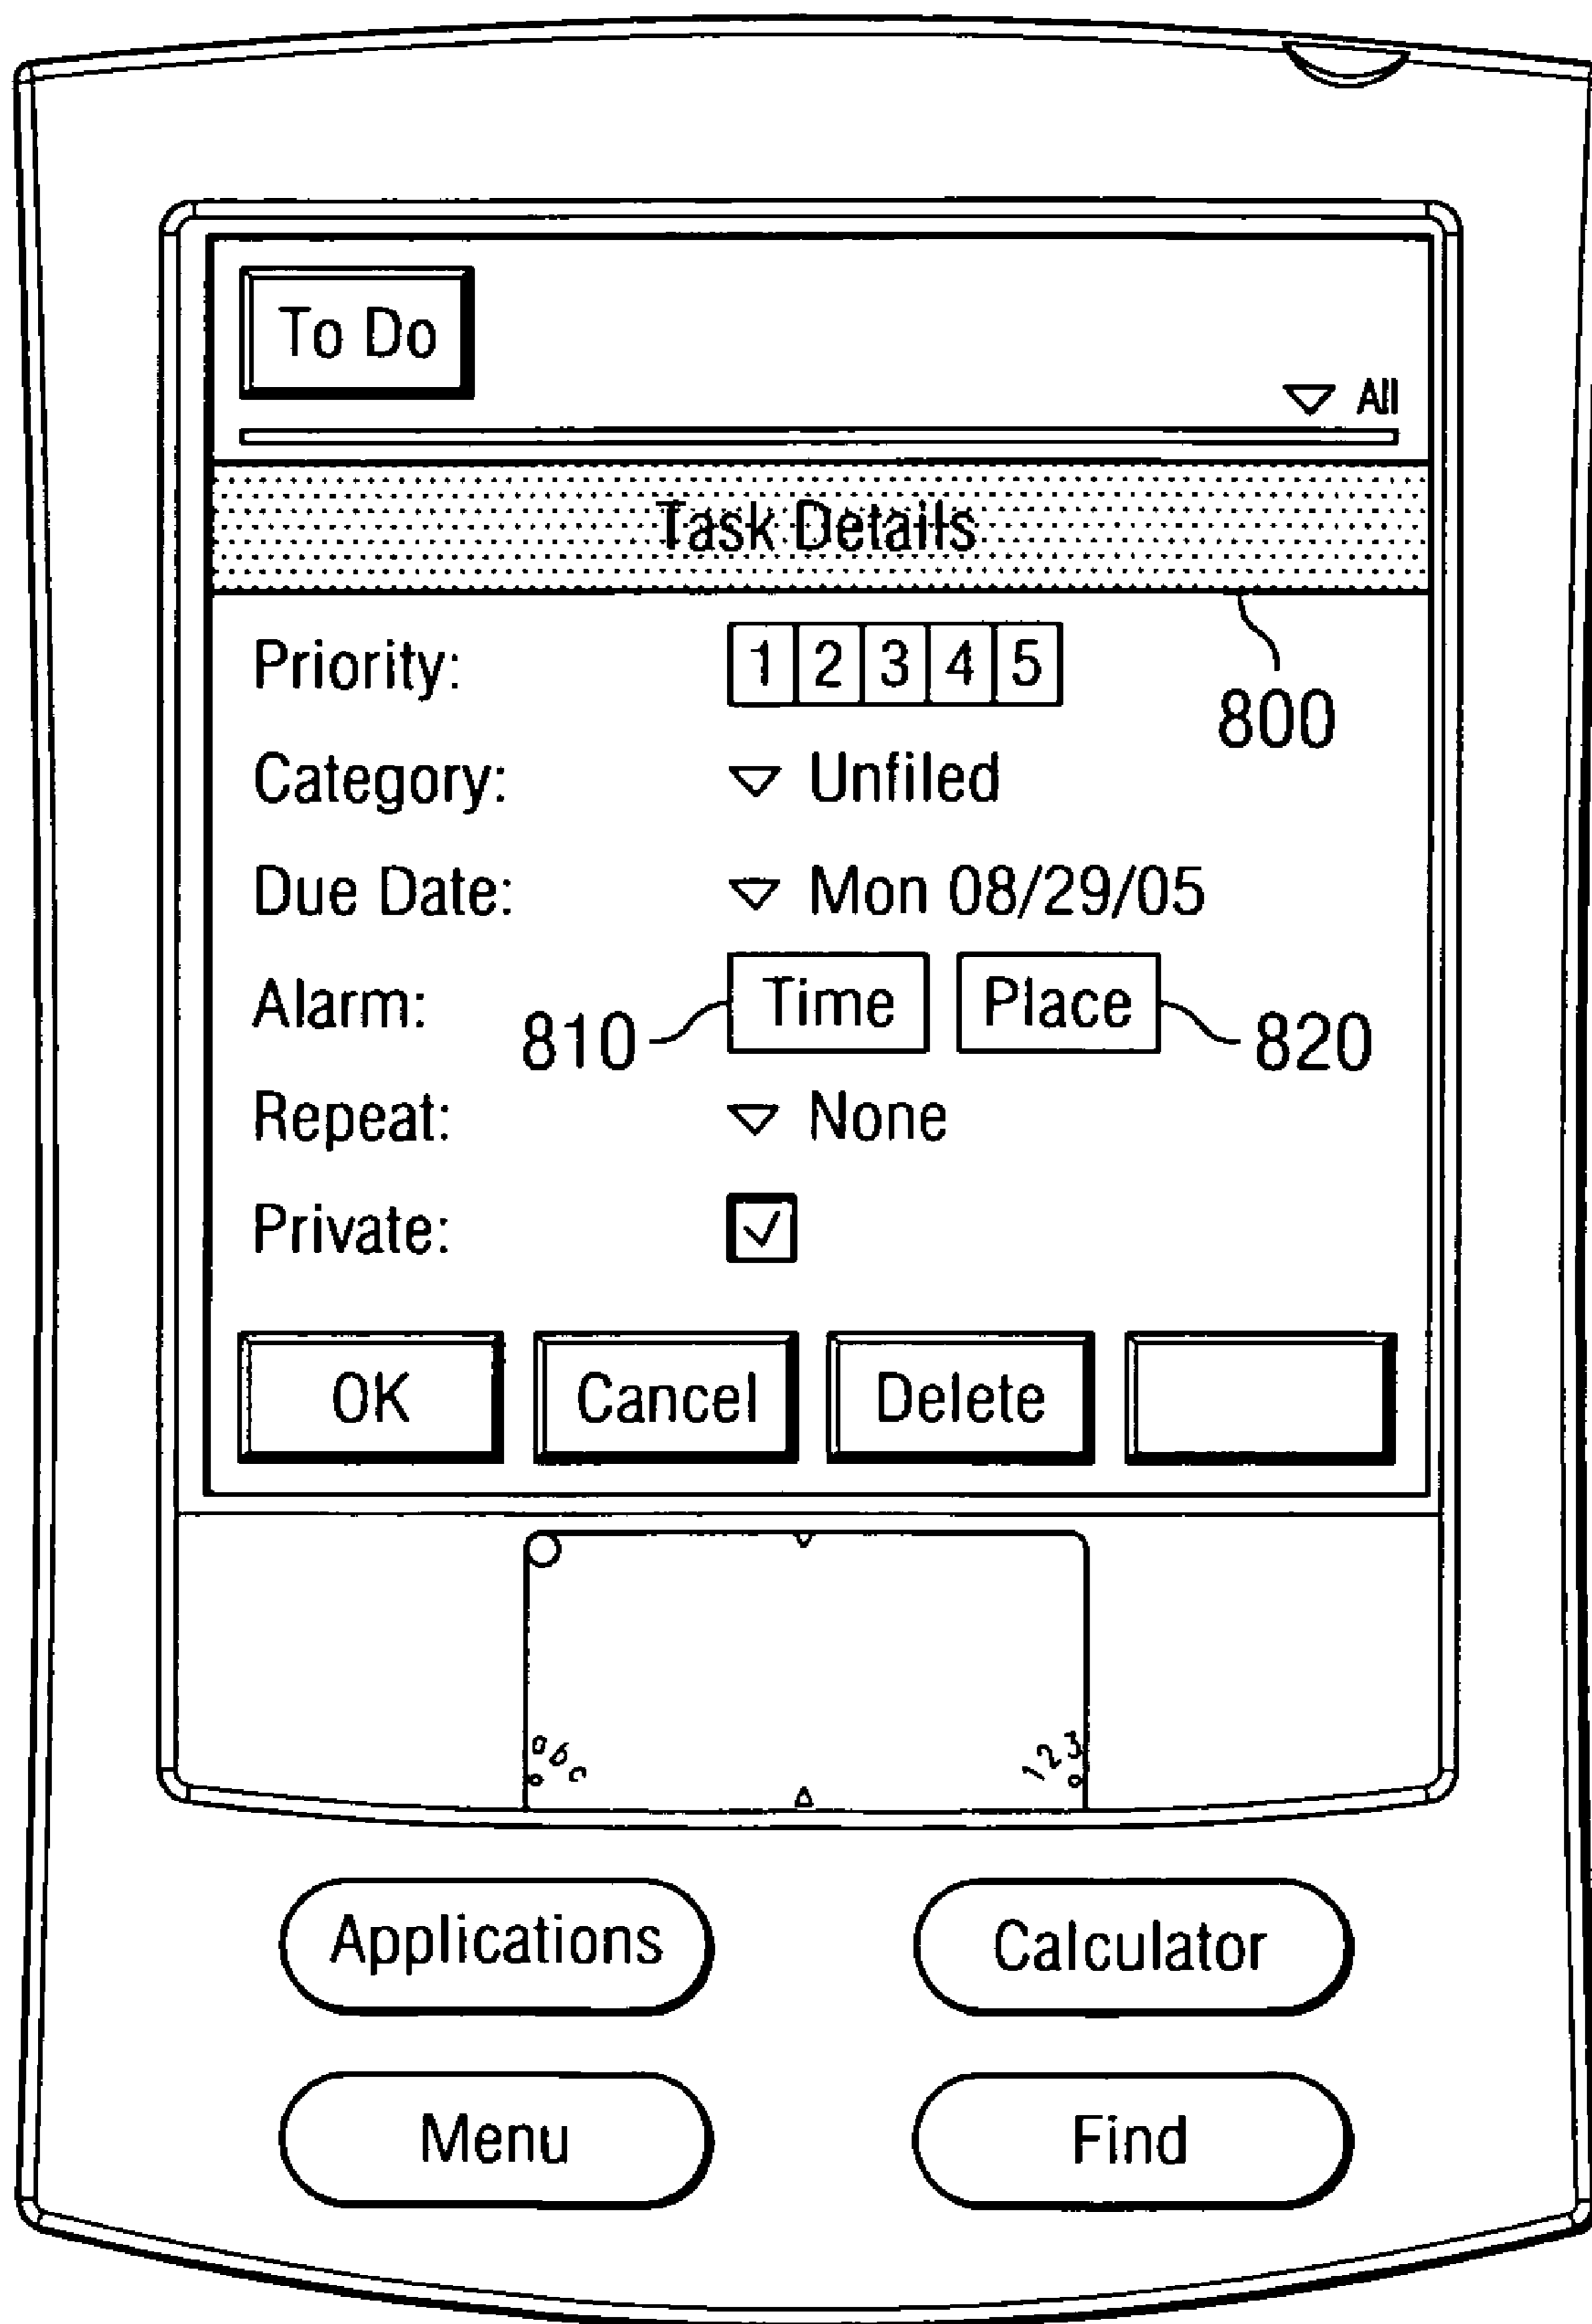 To Do
All
Task Details
Priority: 1 2 3 4 5
800
Category: Unfiled
Due Date: Mon 08/29/05
Alarm: Time Place
810 820
Repeat: None
Private:
OK Cancel Delete
abc 123
Applications Calculator
Menu Find